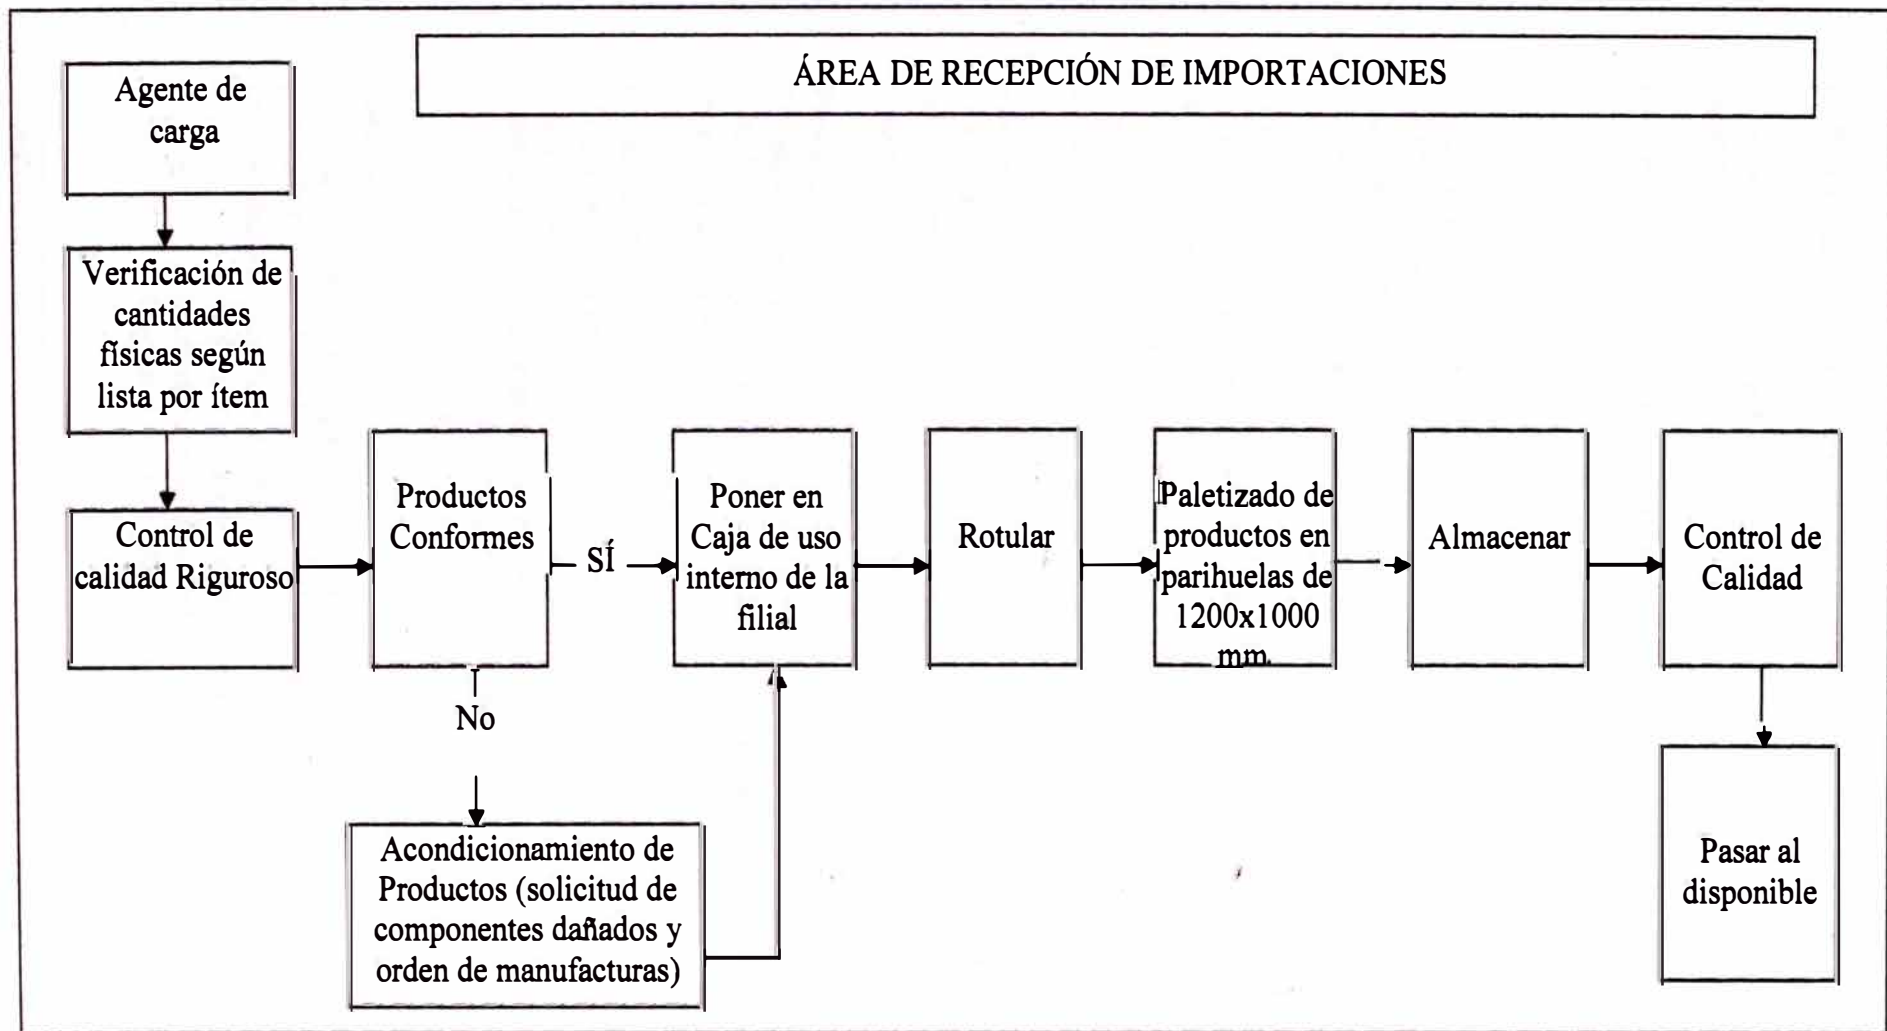 ÁREA DE RECEPCIÓN DE IMPORTACIONES
Agente de
carga
Verificación de
cantidades
físicas según
lista por ítem
Control de
calidad Riguroso
Productos
Conformes
SÍ
No
Acondicionamiento de
Productos (solicitud de
componentes dañados y
orden de manufacturas)
Poner en
Caja de uso
interno de la
filial
Rotular
Paletizado de
productos en
parihuelas de
1200x1000
mm.
Almacenar
Control de
Calidad
Pasar al
disponible